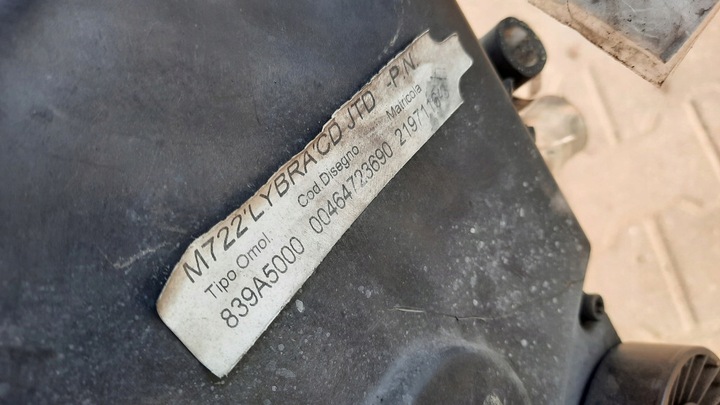 M722'LYBRA'CD JTD -P.N.
Tipo Omol. Cod Disegno Matricola
839A5000 00464723690